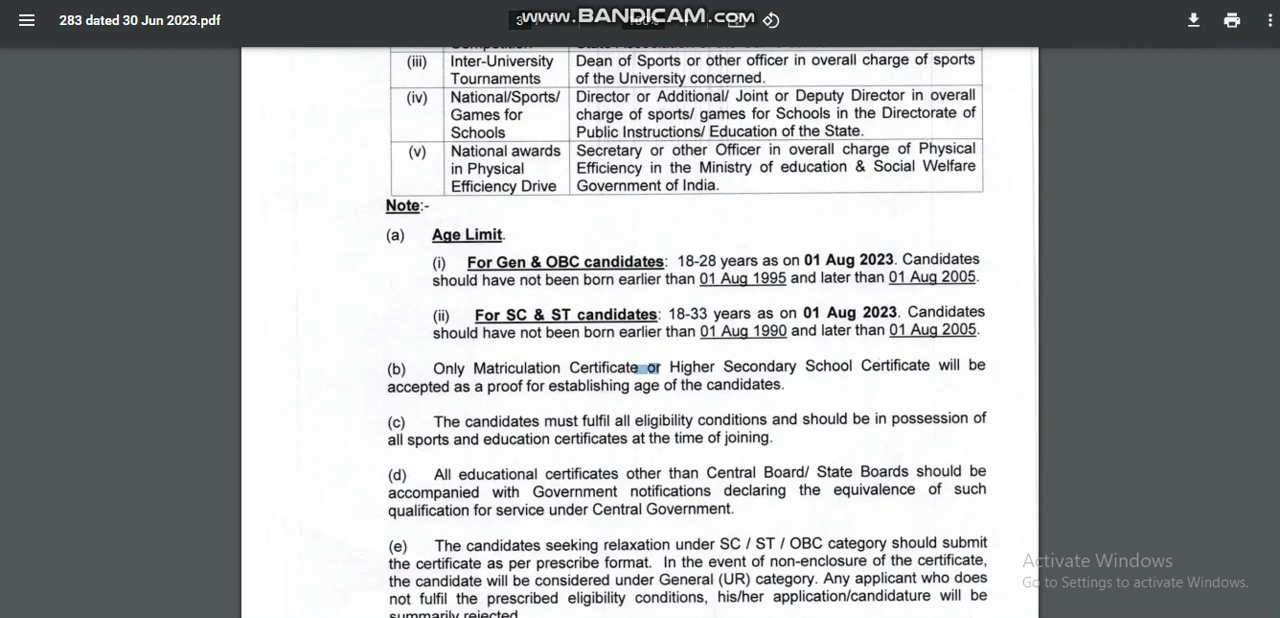 283 dated 30 Jun 2023.pdf
3
www.BANDICAM.com
(iii) Inter-University Dean of Sports or other officer in overall charge of sports
Tournaments of the University concerned.
(iv) National/Sports/ Director or Additional/ Joint or Deputy Director in overall
Games for charge of sports/ games for Schools in the Directorate of
Schools Public Instructions/ Education of the State.
(v) National awards Secretary or other Officer in overall charge of Physical
in Physical Efficiency in the Ministry of education & Social Welfare
Efficiency Drive Government of India.
Note:-
(a) Age Limit.
(i) For Gen & OBC candidates: 18-28 years as on 01 Aug 2023. Candidates
should have not been born earlier than 01 Aug 1995 and later than 01 Aug 2005.
(ii) For SC & ST candidates: 18-33 years as on 01 Aug 2023. Candidates
should have not been born earlier than 01 Aug 1990 and later than 01 Aug 2005.
(b) Only Matriculation Certificate or Higher Secondary School Certificate will be
accepted as a proof for establishing age of the candidates.
(c) The candidates must fulfil all eligibility conditions and should be in possession of
all sports and education certificates at the time of joining.
(d) All educational certificates other than Central Board/ State Boards should be
accompanied with Government notifications declaring the equivalence of such
qualification for service under Central Government.
(e) The candidates seeking relaxation under SC / ST / OBC category should submit
the certificate as per prescribe format. In the event of non-enclosure of the certificate,
the candidate will be considered under General (UR) category. Any applicant who does
not fulfil the prescribed eligibility conditions, his/her application/candidature will be
summarily rejected
Activate Windows
Go to Settings to activate Windows.